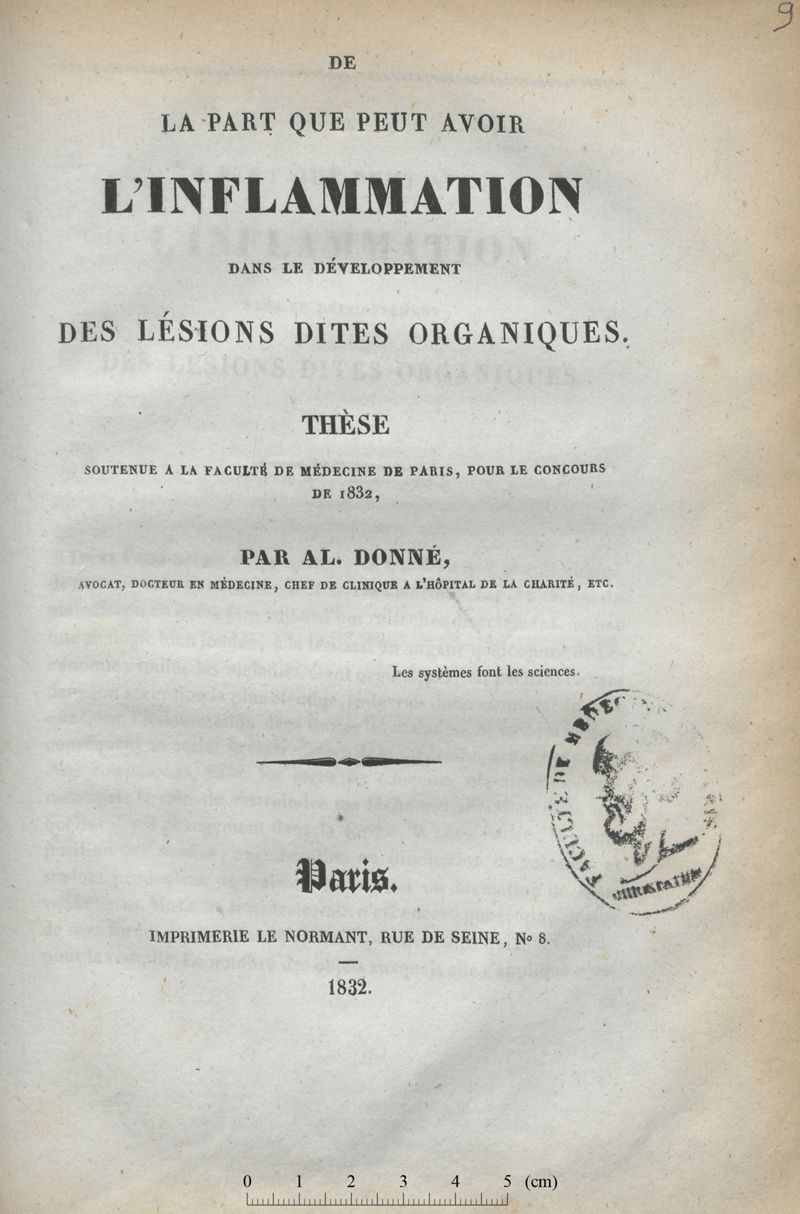 9
DE
LA PART QUE PEUT AVOIR
L'INFLAMMATION
DANS LE DÉVELOPPEMENT
DES LÉSIONS DITES ORGANIQUES.
THÈSE
SOUTENUE A LA FACULTÉ DE MÉDECINE DE PARIS, POUR LE CONCOURS
DE 1832,
PAR AL. DONNÉ,
AVOCAT, DOCTEUR EN MÉDECINE, CHEF DE CLINIQUE A L'HÔPITAL DE LA CHARITÉ, ETC.
Les systèmes font les sciences.
Paris.
IMPRIMERIE LE NORMANT, RUE DE SEINE, Nº 8.
1832.
0 1 2 3 4 5 (cm)